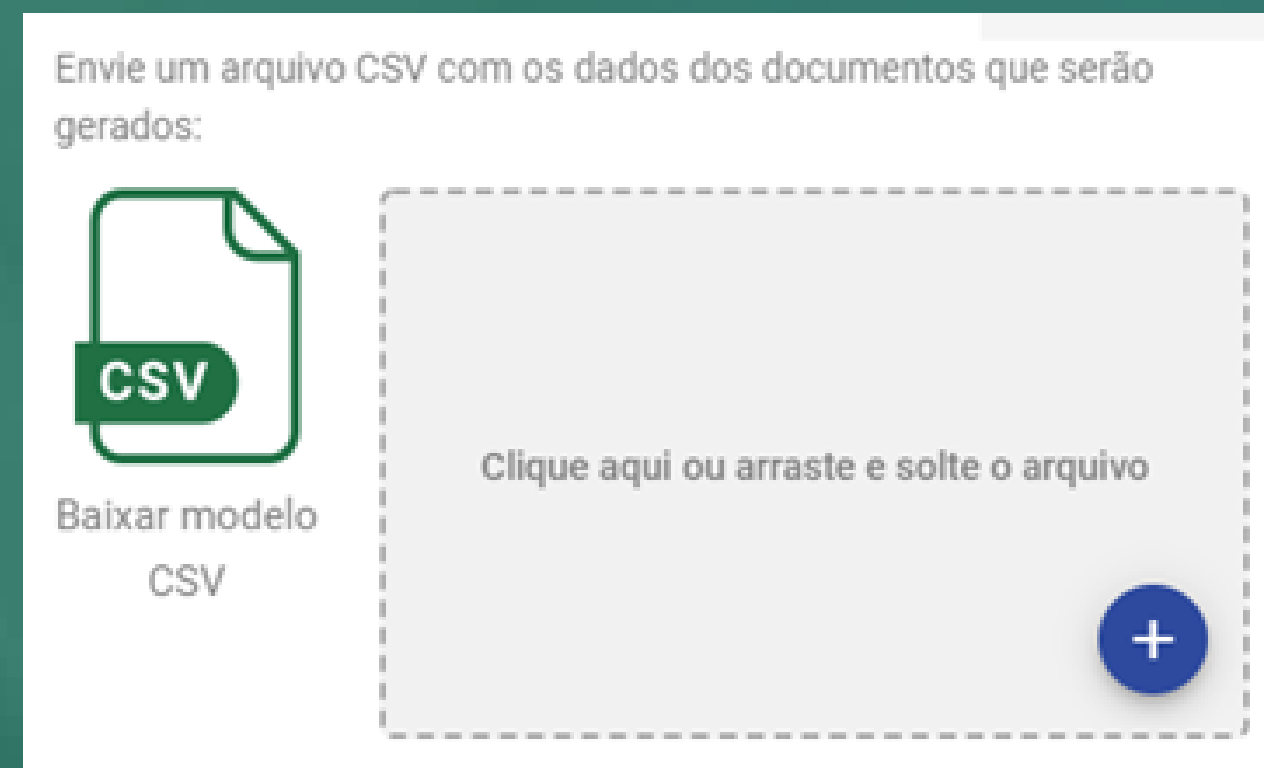 Envie um arquivo CSV com os dados dos documentos que serão
gerados:
CSV
Baixar modelo
CSV
Clique aqui ou arraste e solte o arquivo
+